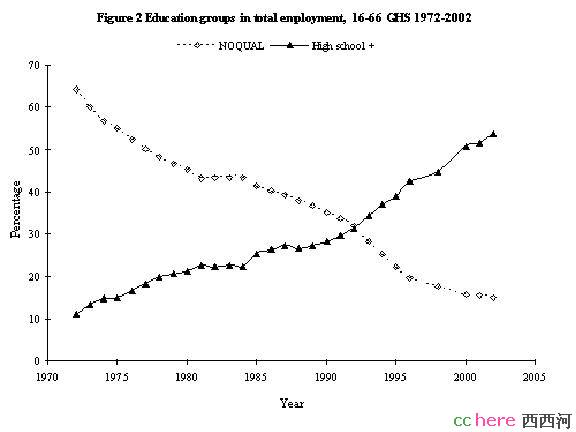 Figure 2 Education groups in total employment, 16-66 GHS 1972-2002
NOQUAL
High school +
70
60
50
40
30
20
10
0
Percentage
1970
1975
1980
1985
1990
1995
2000
2005
Year
cchere 西西河